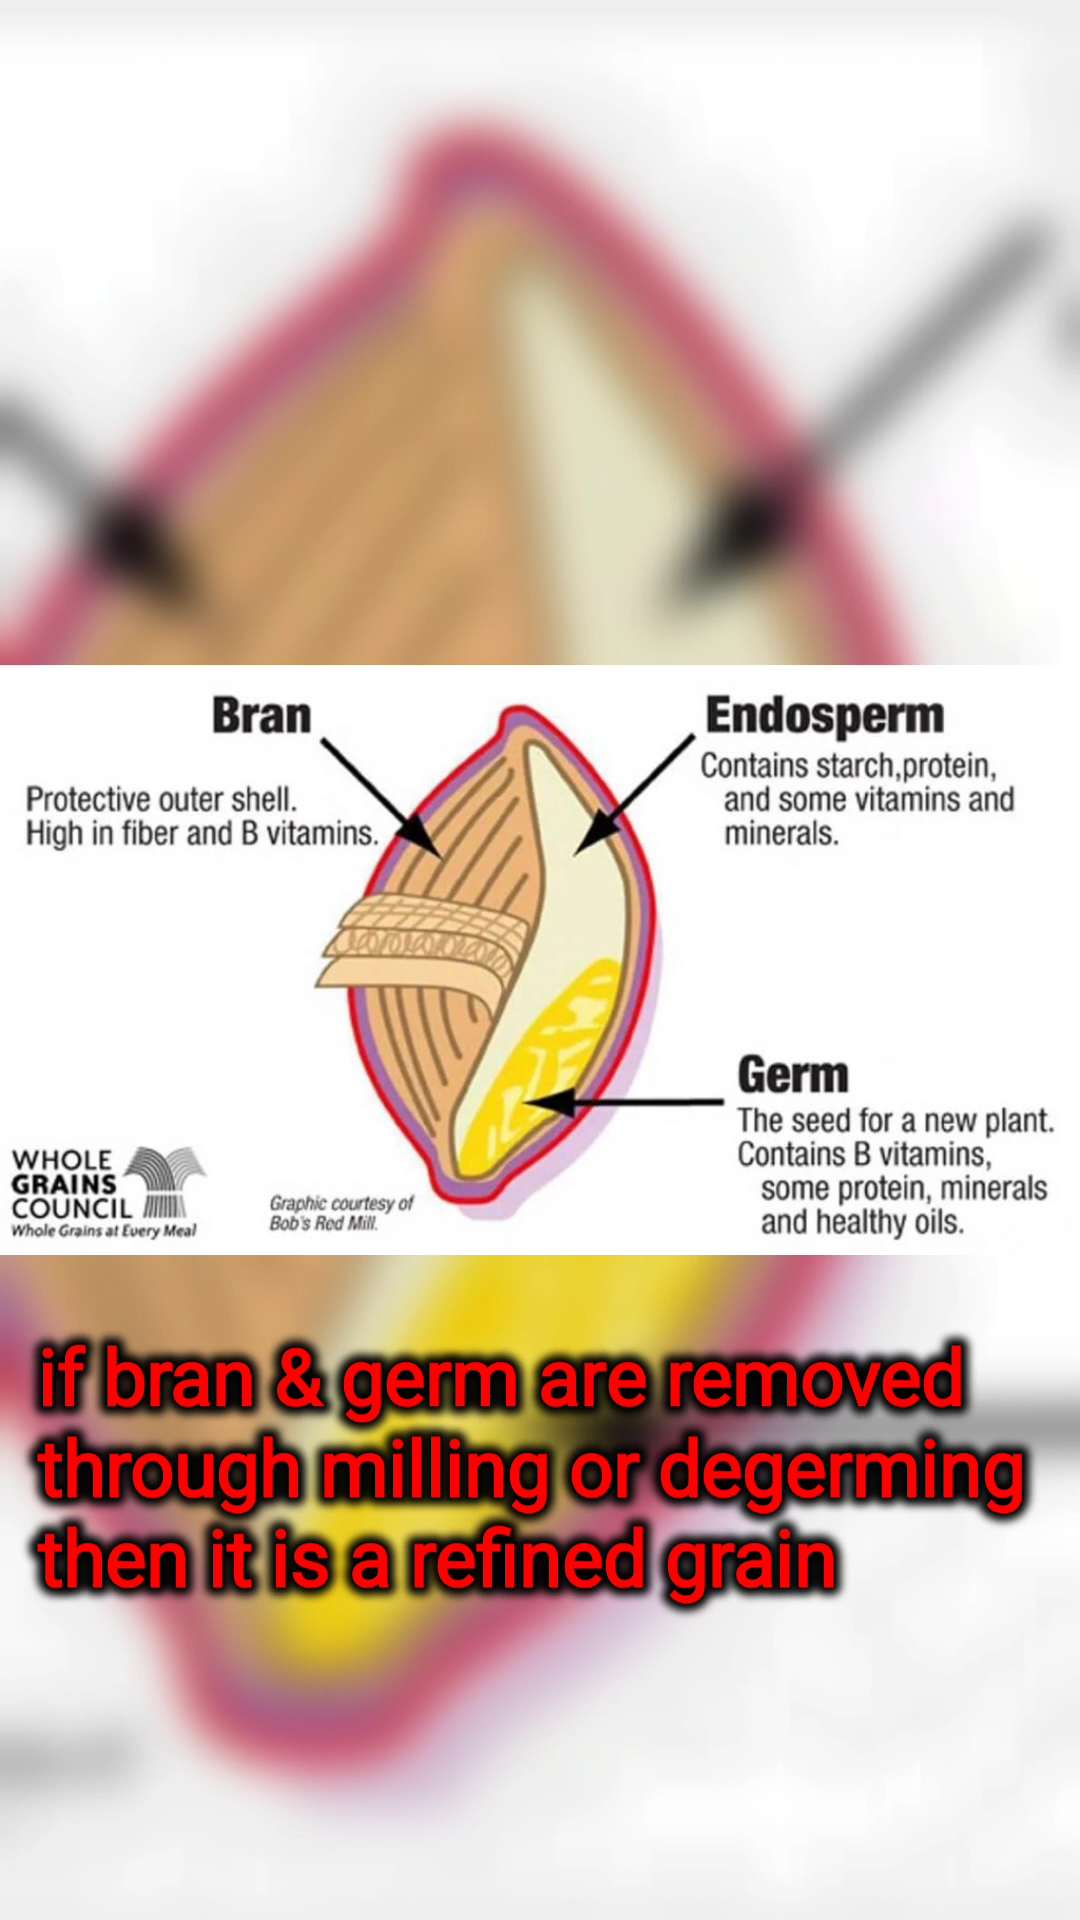 Bran
Protective outer shell.
High in fiber and B vitamins.
Endosperm
Contains starch,protein,
and some vitamins and
minerals.
Germ
The seed for a new plant.
Contains B vitamins,
some protein, minerals
and healthy oils.
WHOLE
GRAINS
COUNCIL
Whole Grains at Every Meal
Graphic courtesy of
Bob's Red Mill.
if bran & germ are removed
through milling or degerming
then it is a refined grain